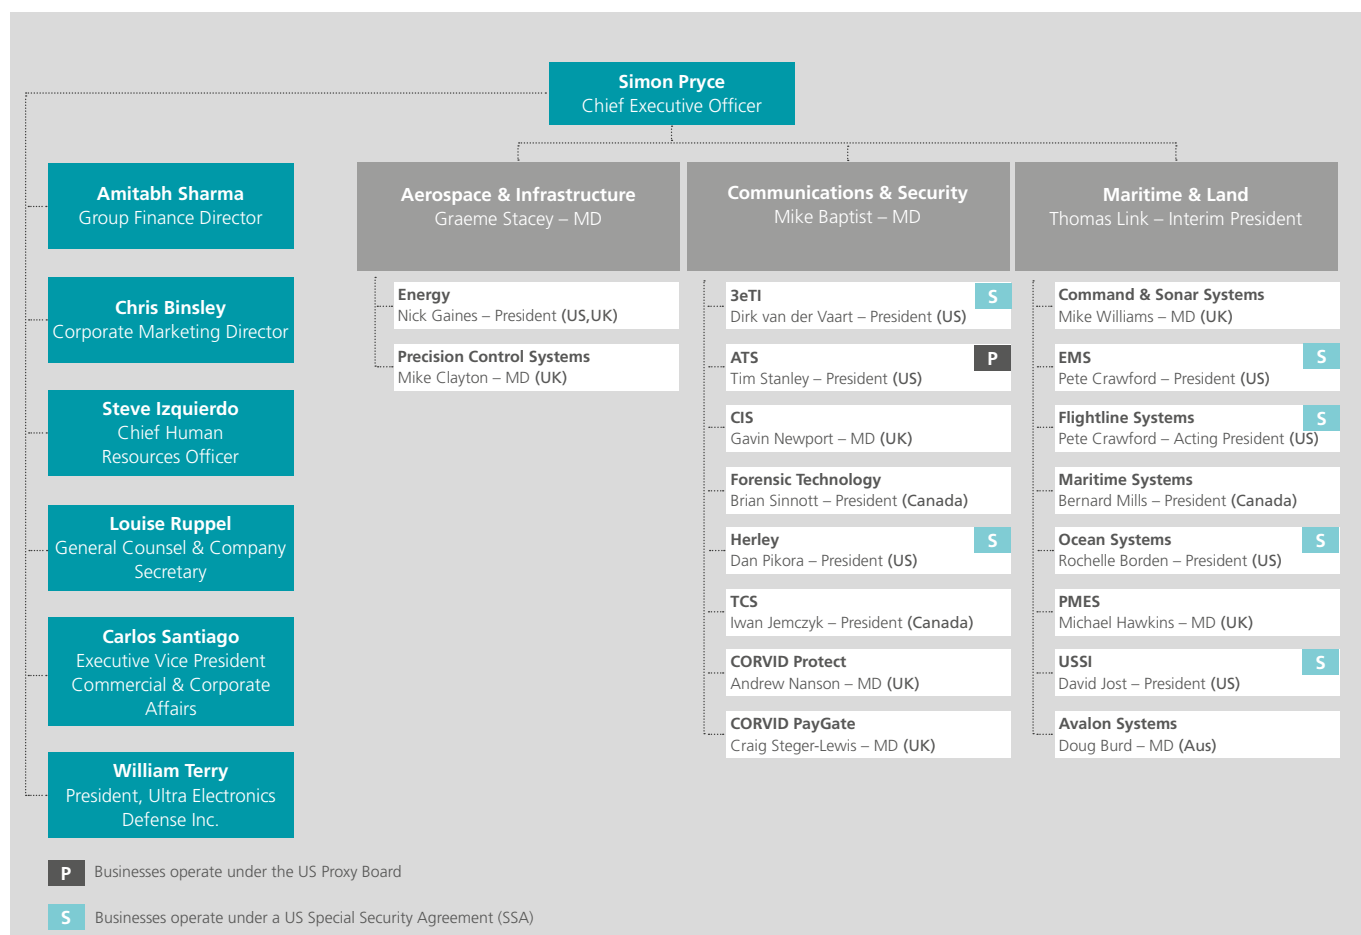 Simon Pryce
Chief Executive Officer
Amitabh Sharma
Group Finance Director
Chris Binsley
Corporate Marketing Director
Steve Izquierdo
Chief Human
Resources Officer
Louise Ruppel
General Counsel & Company
Secretary
Carlos Santiago
Executive Vice President
Commercial & Corporate
Affairs
William Terry
President, Ultra Electronics
Defense Inc.
Aerospace & Infrastructure
Graeme Stacey – MD
Energy
Nick Gaines – President (US,UK)
Precision Control Systems
Mike Clayton – MD (UK)
Communications & Security
Mike Baptist – MD
3eTI S
Dirk van der Vaart – President (US)
ATS P
Tim Stanley – President (US)
CIS
Gavin Newport – MD (UK)
Forensic Technology
Brian Sinnott – President (Canada)
Herley S
Dan Pikora – President (US)
TCS
Iwan Jemczyk – President (Canada)
CORVID Protect
Andrew Nanson – MD (UK)
CORVID PayGate
Craig Steger-Lewis – MD (UK)
Maritime & Land
Thomas Link – Interim President
Command & Sonar Systems
Mike Williams – MD (UK)
EMS S
Pete Crawford – President (US)
Flightline Systems S
Pete Crawford – Acting President (US)
Maritime Systems
Bernard Mills – President (Canada)
Ocean Systems S
Rochelle Borden – President (US)
PMES
Michael Hawkins – MD (UK)
USSI S
David Jost – President (US)
Avalon Systems
Doug Burd – MD (Aus)
P Businesses operate under the US Proxy Board
S Businesses operate under a US Special Security Agreement (SSA)